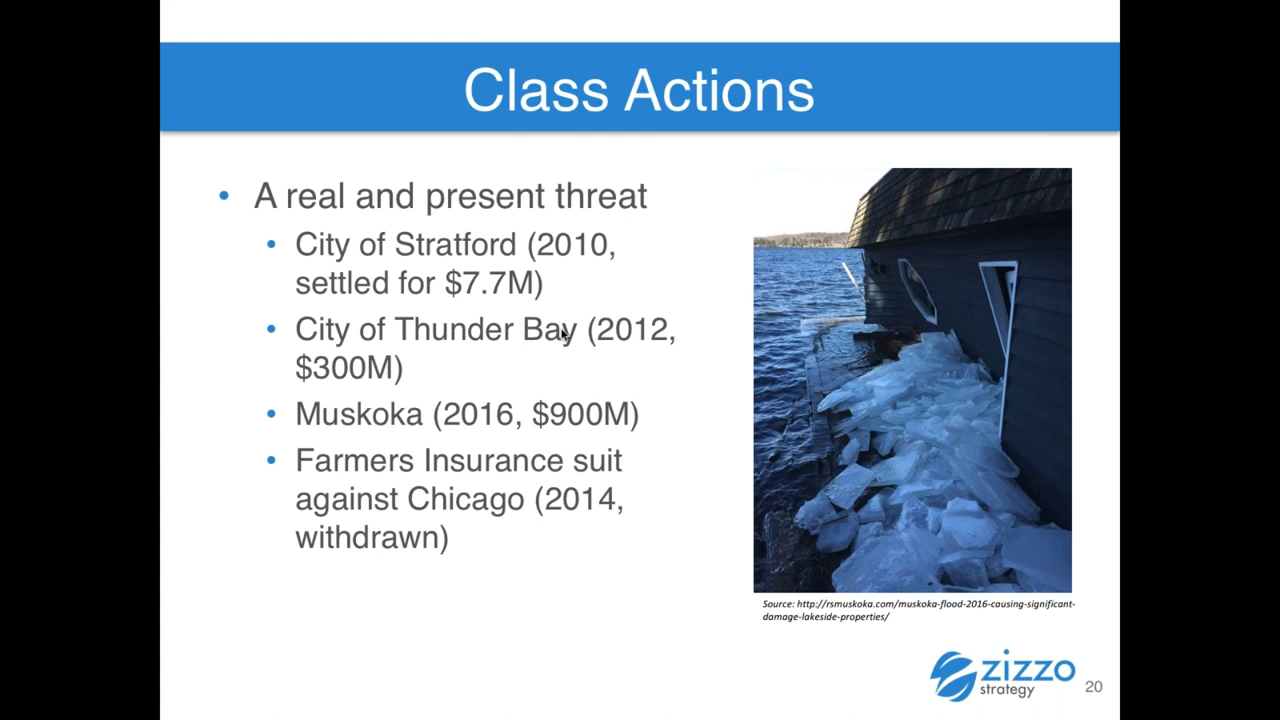 Class Actions
• A real and present threat
• City of Stratford (2010,
settled for $7.7M)
• City of Thunder Bay (2012,
$300M)
• Muskoka (2016, $900M)
• Farmers Insurance suit
against Chicago (2014,
withdrawn)
Source: http://rsmuskoka.com/muskoka-flood-2016-causing-significant-
damage-lakeside-properties/
zizzo
strategy
20